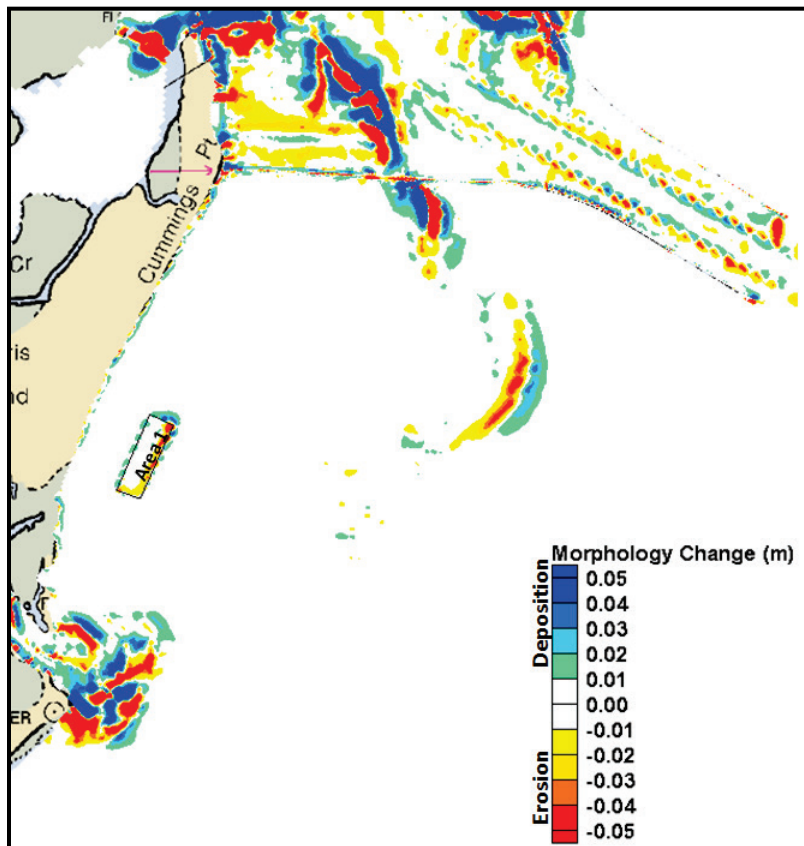 Fl
Cummings Pt
Cr
ris
nd
Area 1
ER
Morphology Change (m)
Deposition
Erosion
0.05
0.04
0.03
0.02
0.01
0.00
-0.01
-0.02
-0.03
-0.04
-0.05